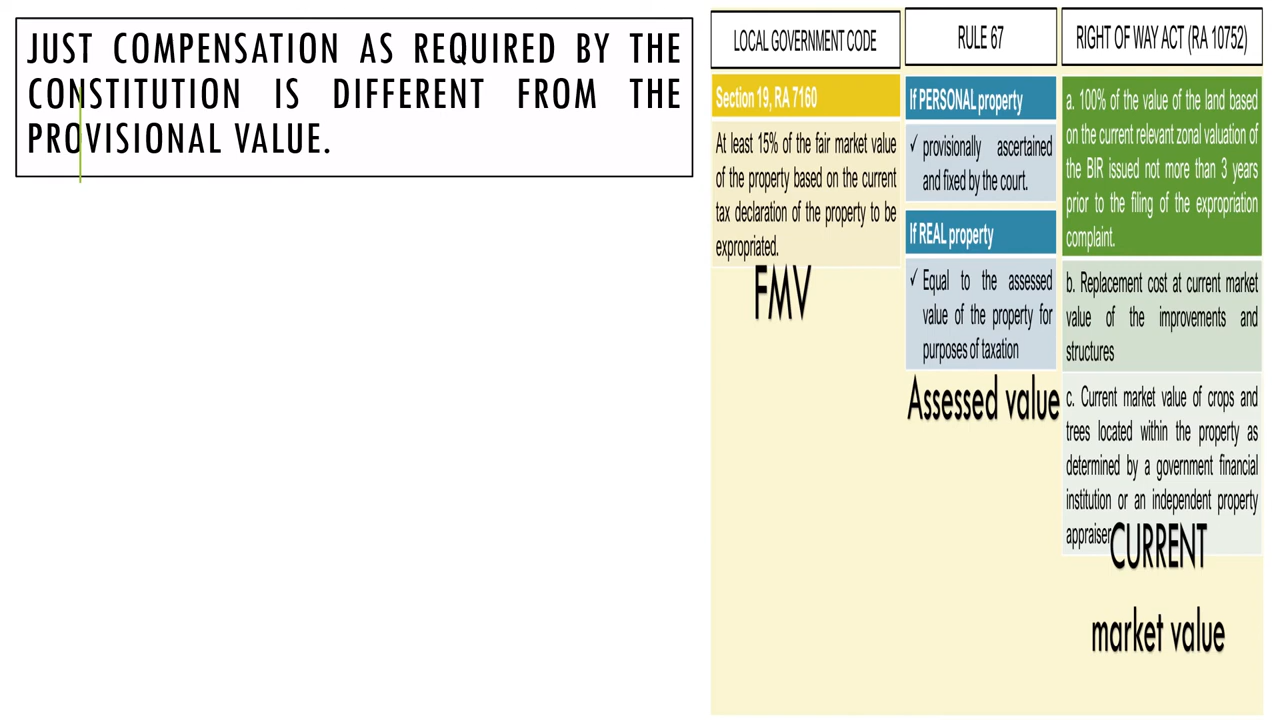 JUST COMPENSATION AS REQUIRED BY THE
CONSTITUTION IS DIFFERENT FROM THE
PROVISIONAL VALUE.
LOCAL GOVERNMENT CODE
Section 19, RA 7160
At least 15% of the fair market value
of the property based on the current
tax declaration of the property to be
expropriated.
FMV
RULE 67
If PERSONAL property
✓ provisionally ascertained
and fixed by the court.
If REAL property
✓ Equal to the assessed
value of the property for
purposes of taxation
Assessed value
RIGHT OF WAY ACT (RA 10752)
a. 100% of the value of the land based
on the current relevant zonal valuation of
the BIR issued not more than 3 years
prior to the filing of the expropriation
complaint.
b. Replacement cost at current market
value of the improvements and
structures
c. Current market value of crops and
trees located within the property as
determined by a government financial
institution or an independent property
appraiser
CURRENT
market value